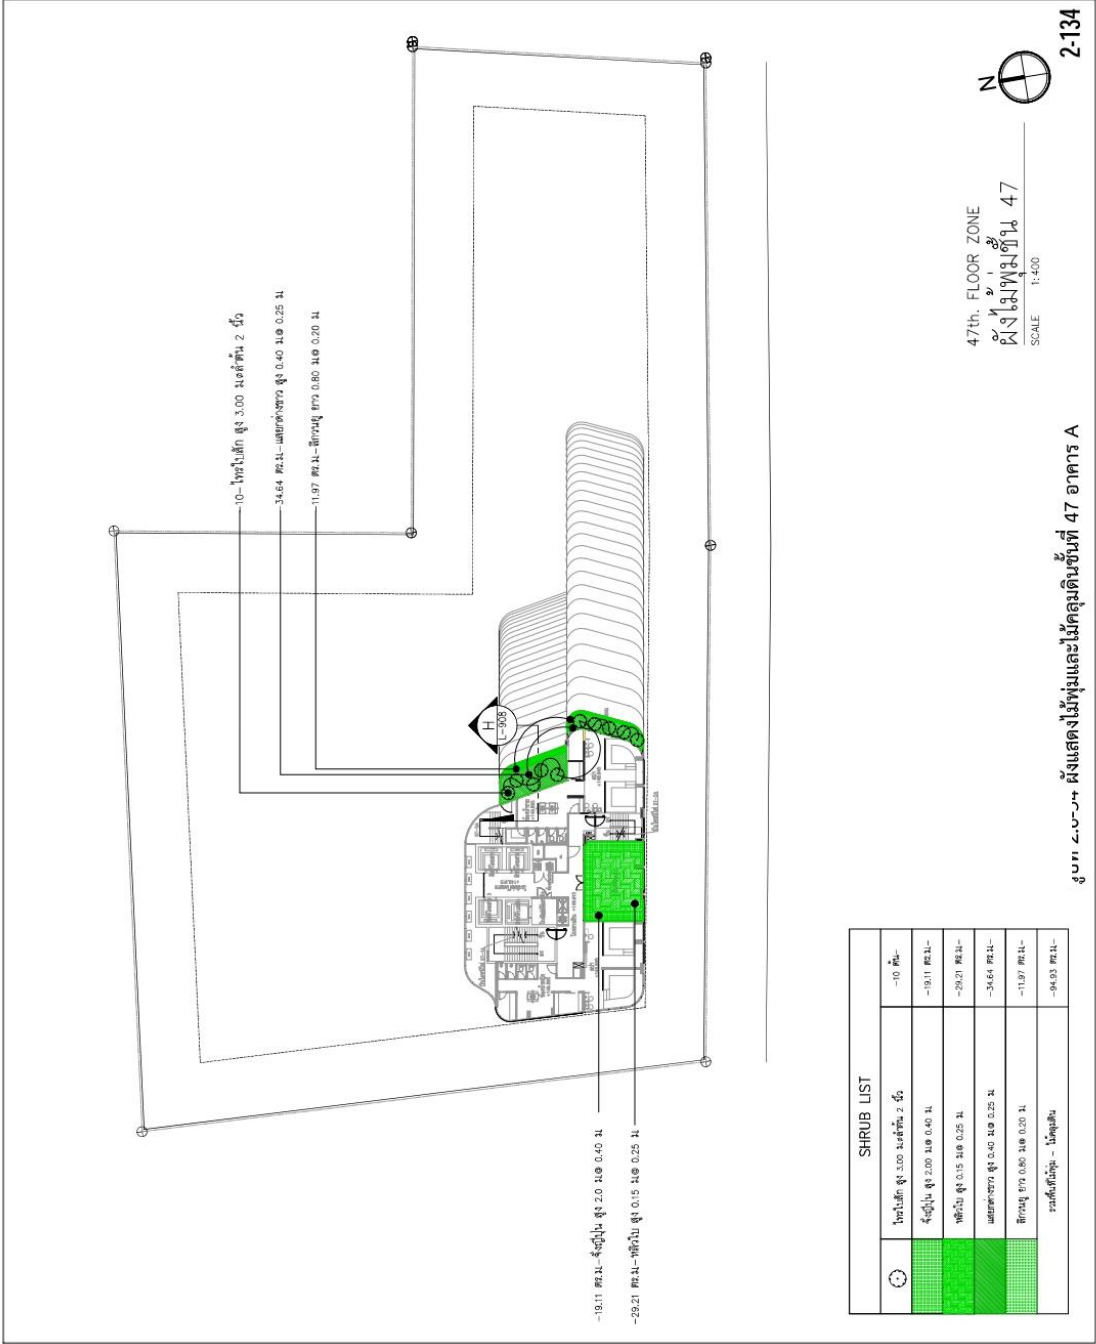 -10- ไทรใบสัก สูง 3.00 ม.ø ลำต้น 2 นิ้ว
34.64 ตร.ม-แสยกด่างขาว สูง 0.40 ม@ 0.25 ม
-11.97 ตร.ม-ลีกวนยู ยาว 0.80 ม@ 0.20 ม
H
L-908
-19.11 ตร.ม-จั๋งญี่ปุ่น สูง 2.0 ม@ 0.40 ม
-29.21 ตร.ม-หลิวใบ สูง 0.15 ม@ 0.25 ม
SHRUB LIST
ไทรใบสัก สูง 3.00 ม.ø ลำต้น 2 นิ้ว -10 ต้น-
จั๋งญี่ปุ่น สูง 2.00 ม@ 0.40 ม -19.11 ตร.ม-
หลิวใบ สูง 0.15 ม@ 0.25 ม -29.21 ตร.ม-
แสยกด่างขาว สูง 0.40 ม@ 0.25 ม -34.64 ตร.ม-
ลีกวนยู ยาว 0.80 ม@ 0.20 ม -11.97 ตร.ม-
รวมพื้นที่ไม้พุ่ม - ไม้คลุมดิน -94.93 ตร.ม-
47th. FLOOR ZONE
ผังไม้พุ่มชั้น 47
SCALE 1:400
N
ผังแสดงไม้พุ่มและไม้คลุมดินชั้นที่ 47 อาคาร A
2-134